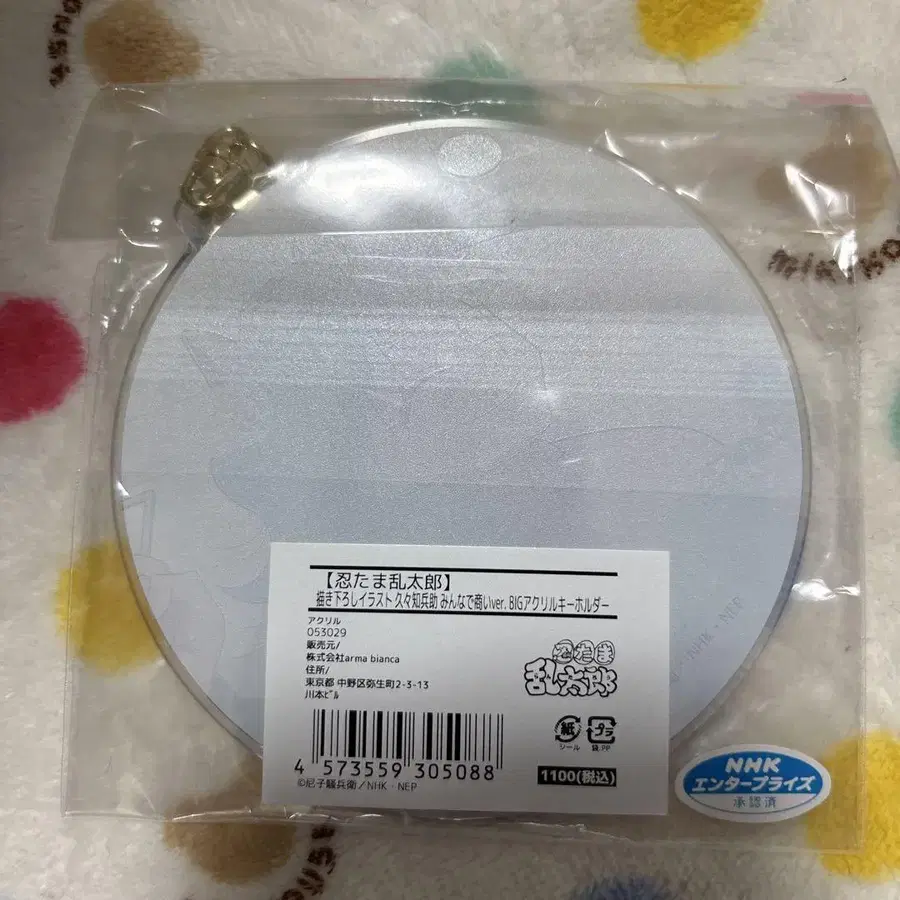 【忍たま乱太郎】
描き下ろしイラスト 久々知兵助 みんなで商いver. BIGアクリルキーホルダー
アクリル
053029
販売元/
株式会社arma bianca
住所/
東京都 中野区弥生町2-3-13
川本ビル
忍たま
乱太郎
紙
シール
プラ
袋:PP
4 573559 305088
1100(税込)
©尼子騒兵衛/NHK・NEP
NHK
エンタープライズ
承認済
NHK・NEP